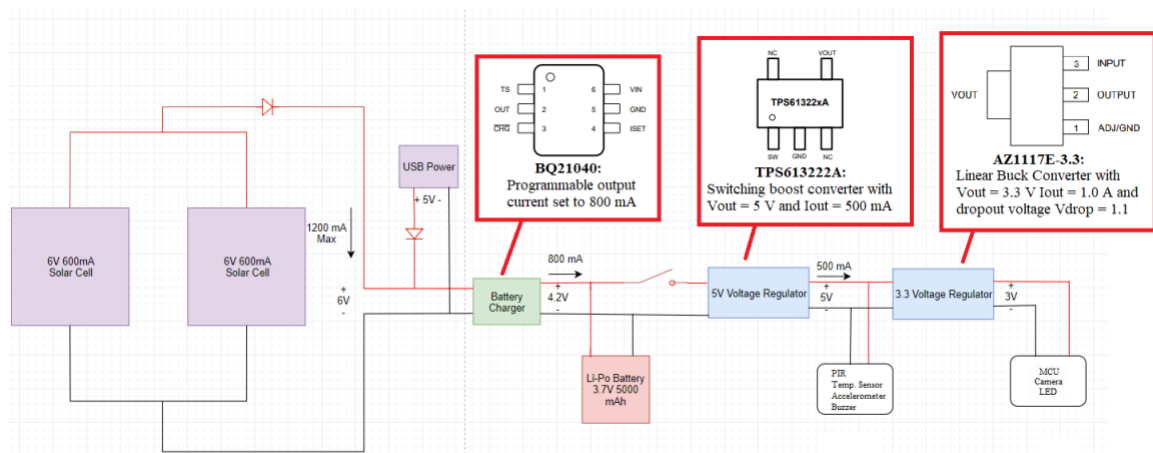 TS
1
6
VIN
OUT
2
5
GND
CHG
3
4
ISET
BQ21040:
Programmable output
current set to 800 mA
NC
VOUT
TPS61322xA
SW
GND
NC
TPS613222A:
Switching boost converter with
Vout = 5 V and Iout = 500 mA
VOUT
3
INPUT
2
OUTPUT
1
ADJ/GND
AZ1117E-3.3:
Linear Buck Converter with
Vout = 3.3 V Iout = 1.0 A and
dropout voltage Vdrop = 1.1
6V 600mA
Solar Cell
6V 600mA
Solar Cell
1200 mA
Max
+
6V
-
USB Power
+ 5V -
Battery
Charger
800 mA
+
4.2V
-
Li-Po Battery
3.7V 5000
mAh
5V Voltage Regulator
500 mA
+
5V
-
PIR
Temp. Sensor
Accelerometer
Buzzer
3.3 Voltage Regulator
+
3V
-
MCU
Camera
LED